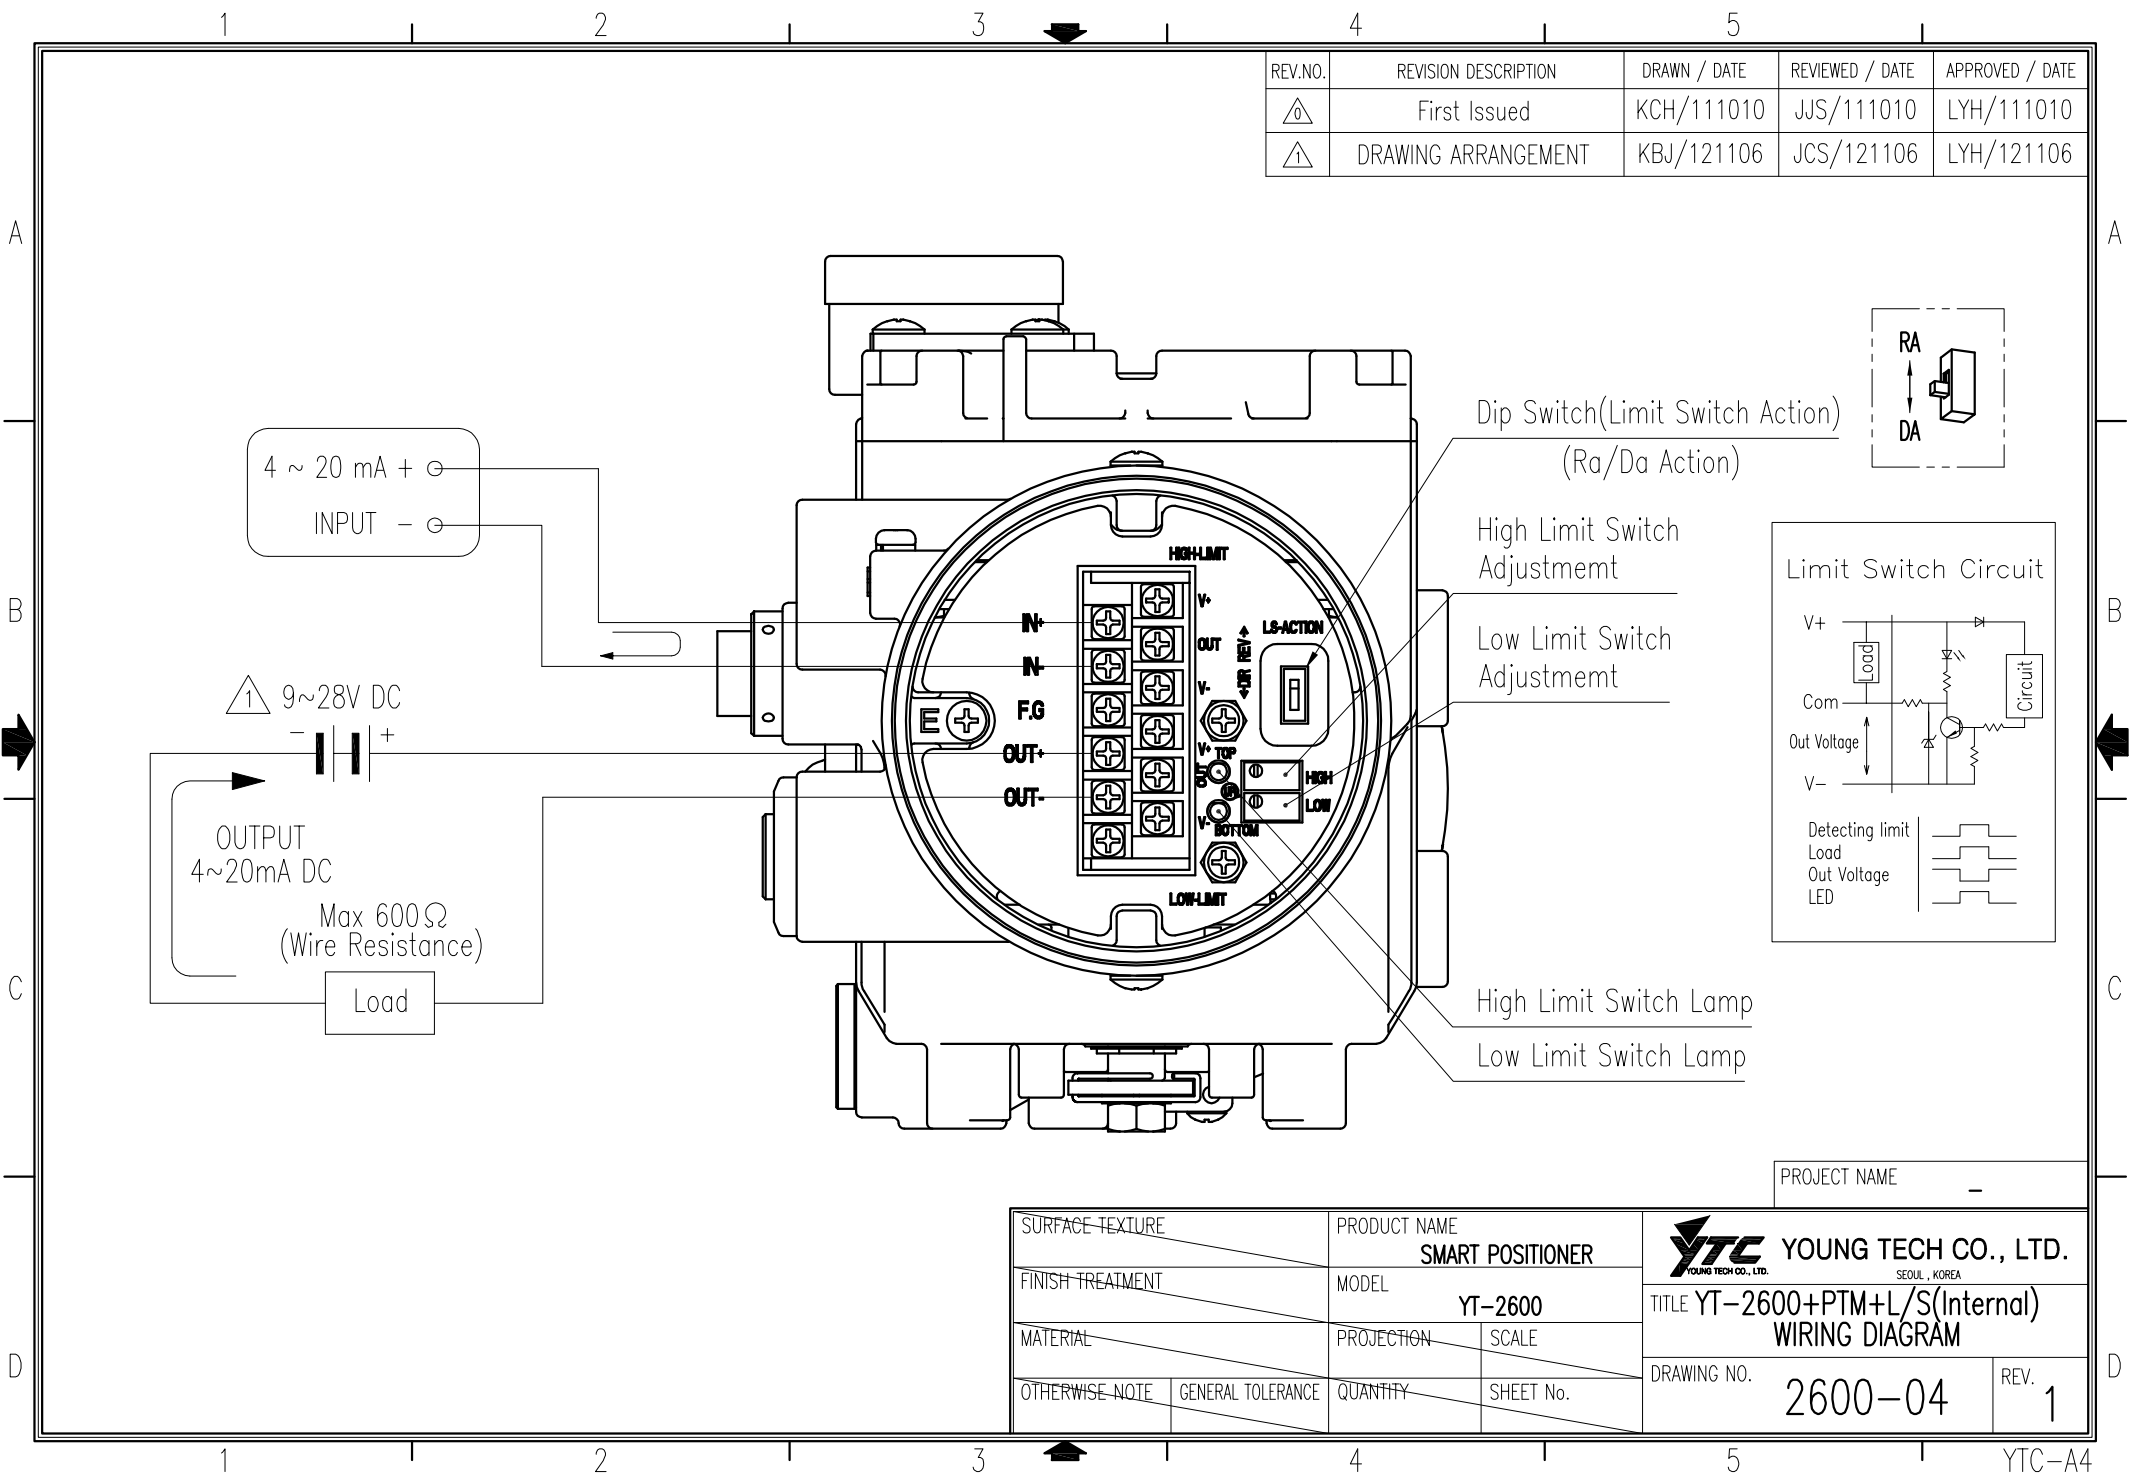 1 2 3 4 5
REV.NO. REVISION DESCRIPTION DRAWN / DATE REVIEWED / DATE APPROVED / DATE
0 First Issued KCH/111010 JJS/111010 LYH/111010
1 DRAWING ARRANGEMENT KBJ/121106 JCS/121106 LYH/121106
A A
RA
DA
Dip Switch(Limit Switch Action)
(Ra/Da Action)
4 ~ 20 mA +
INPUT -
High Limit Switch
Adjustmemt
Low Limit Switch
Adjustmemt
B B
HIGH-LIMIT
IN+
IN-
F.G
OUT+
OUT-
V+
OUT
V-
V+
OUT
V-
LOW-LIMIT
E
←DIR REV→
LS-ACTION
TOP
BOTTOM
HIGH
LOW
Limit Switch Circuit
V+
Load
Com
Circuit
Out Voltage
V-
Detecting limit
Load
Out Voltage
LED
1 9~28V DC
- +
OUTPUT
4~20mA DC
Max 600Ω
(Wire Resistance)
Load
C C
High Limit Switch Lamp
Low Limit Switch Lamp
PROJECT NAME -
SURFACE TEXTURE
FINISH TREATMENT
MATERIAL
OTHERWISE NOTE GENERAL TOLERANCE
PRODUCT NAME
SMART POSITIONER
MODEL
YT-2600
PROJECTION SCALE
QUANTITY SHEET No.
YTC
YOUNG TECH CO., LTD.
YOUNG TECH CO., LTD.
SEOUL , KOREA
TITLE YT-2600+PTM+L/S(Internal)
WIRING DIAGRAM
DRAWING NO. 2600-04
REV. 1
D D
1 2 3 4 5
YTC-A4